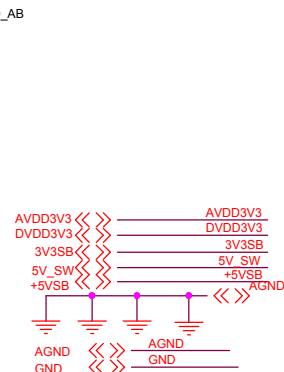 _AB
AVDD3V3 AVDD3V3
DVDD3V3 DVDD3V3
3V3SB 3V3SB
5V_SW 5V_SW
+5VSB +5VSB
AGND
AGND AGND
GND GND